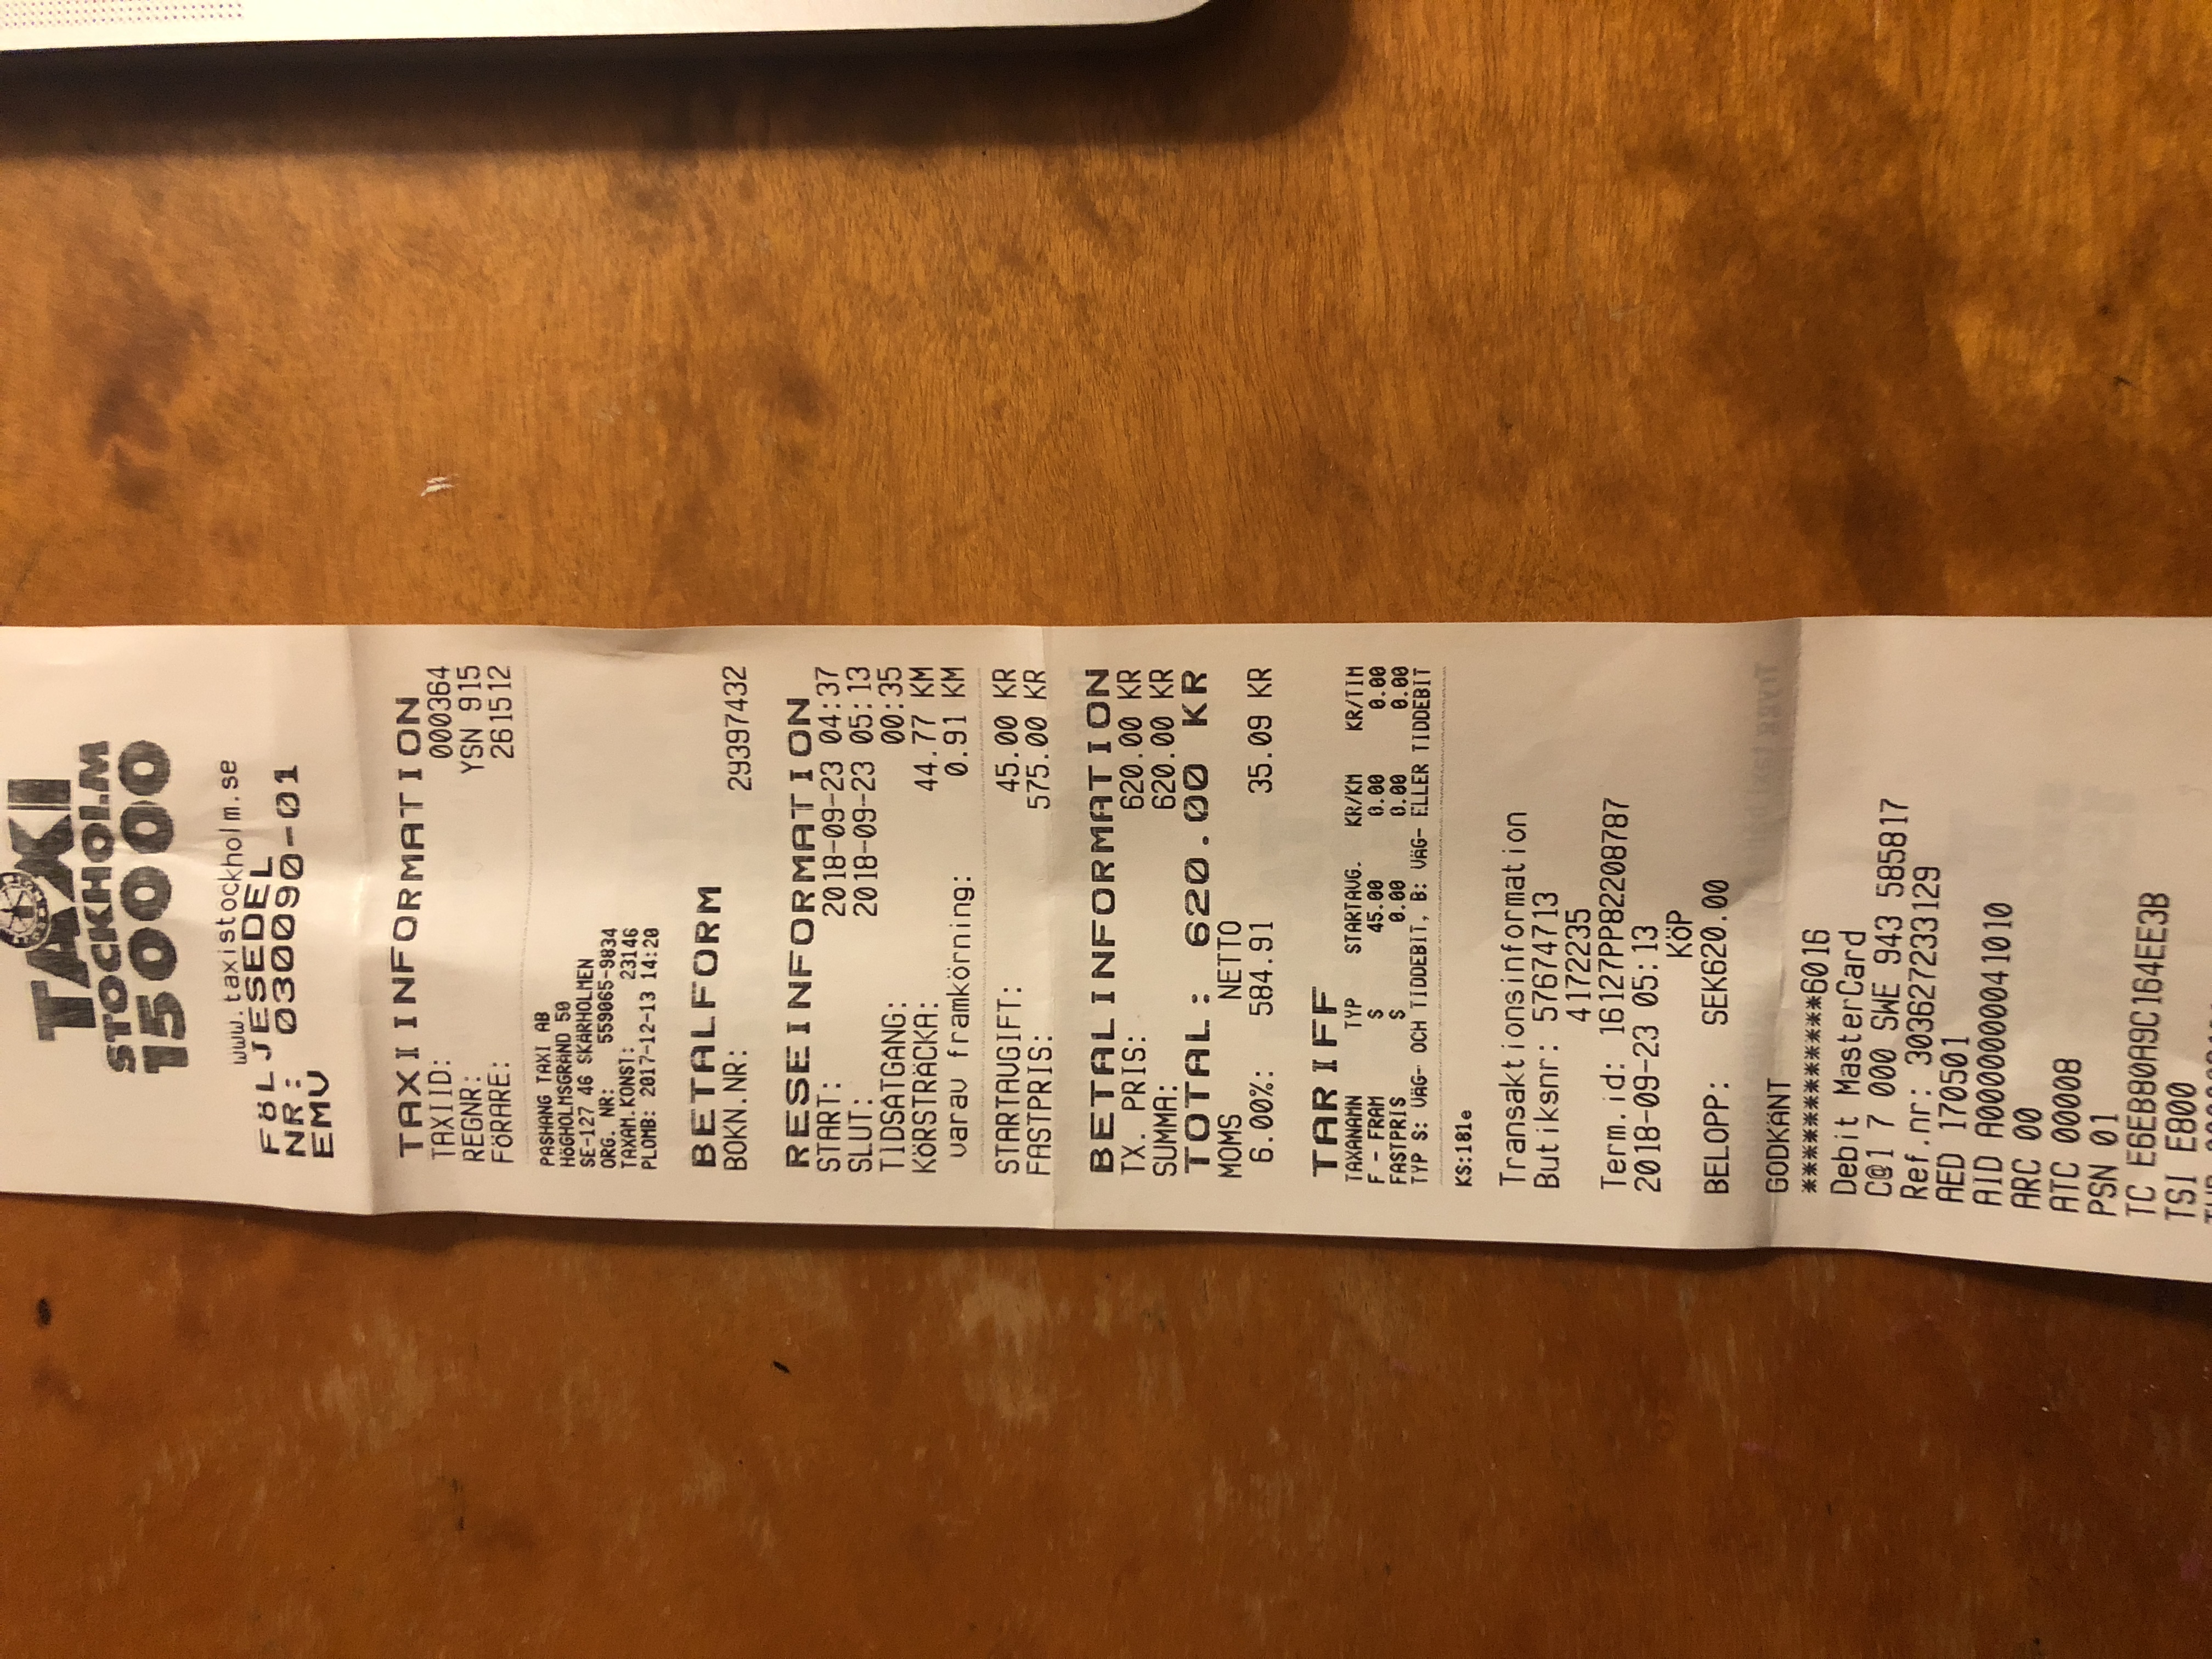 TAXI
STOCKHOLM
150000
www.taxistockholm.se
FÖLJESEDEL
NR: 030090-01
EMV
TAXIINFORMATION
TAXIID: 000364
REGNR: YSN 915
FÖRARE: 261512
PASHANG TAXI AB
HÖGHOLMSGRÄND 50
SE-127 46 SKÄRHOLMEN
ORG. NR: 559065-9834
TAXAM.KONST: 23146
PLOMB: 2017-12-13 14:20
BETALFORM
BOKN.NR: 29397432
RESEINFORMATION
START: 2018-09-23 04:37
SLUT: 2018-09-23 05:13
TIDSÅTGÅNG: 00:35
KÖRSTRÄCKA: 44.77 KM
varav framkörning: 0.91 KM
STARTAVGIFT: 45.00 KR
FASTPRIS: 575.00 KR
BETALINFORMATION
TX. PRIS: 620.00 KR
SUMMA: 620.00 KR
TOTAL: 620.00 KR
MOMS NETTO
6.00%: 584.91 35.09 KR
TARIFF
TAXANAMN TYP STARTAVG. KR/KM KR/TIM
F - FRAM S 45.00 0.00 0.00
FASTPRIS S 0.00 0.00 0.00
TYP S: VÄG- OCH TIDDEBIT, B: VÄG- ELLER TIDDEBIT
KS:181e
Transaktionsinformation
Butiksnr: 57674713
4172235
Term.id: 16127PP82208787
2018-09-23 05:13
KÖP
BELOPP: SEK620.00
GODKÄNT
************6016
Debit MasterCard
C@1 7 000 SWE 943 585817
Ref.nr: 303627233129
AED 170501
AID A0000000041010
ARC 00
ATC 00008
PSN 01
TC E6EB80A9C164EE3B
TSI E800